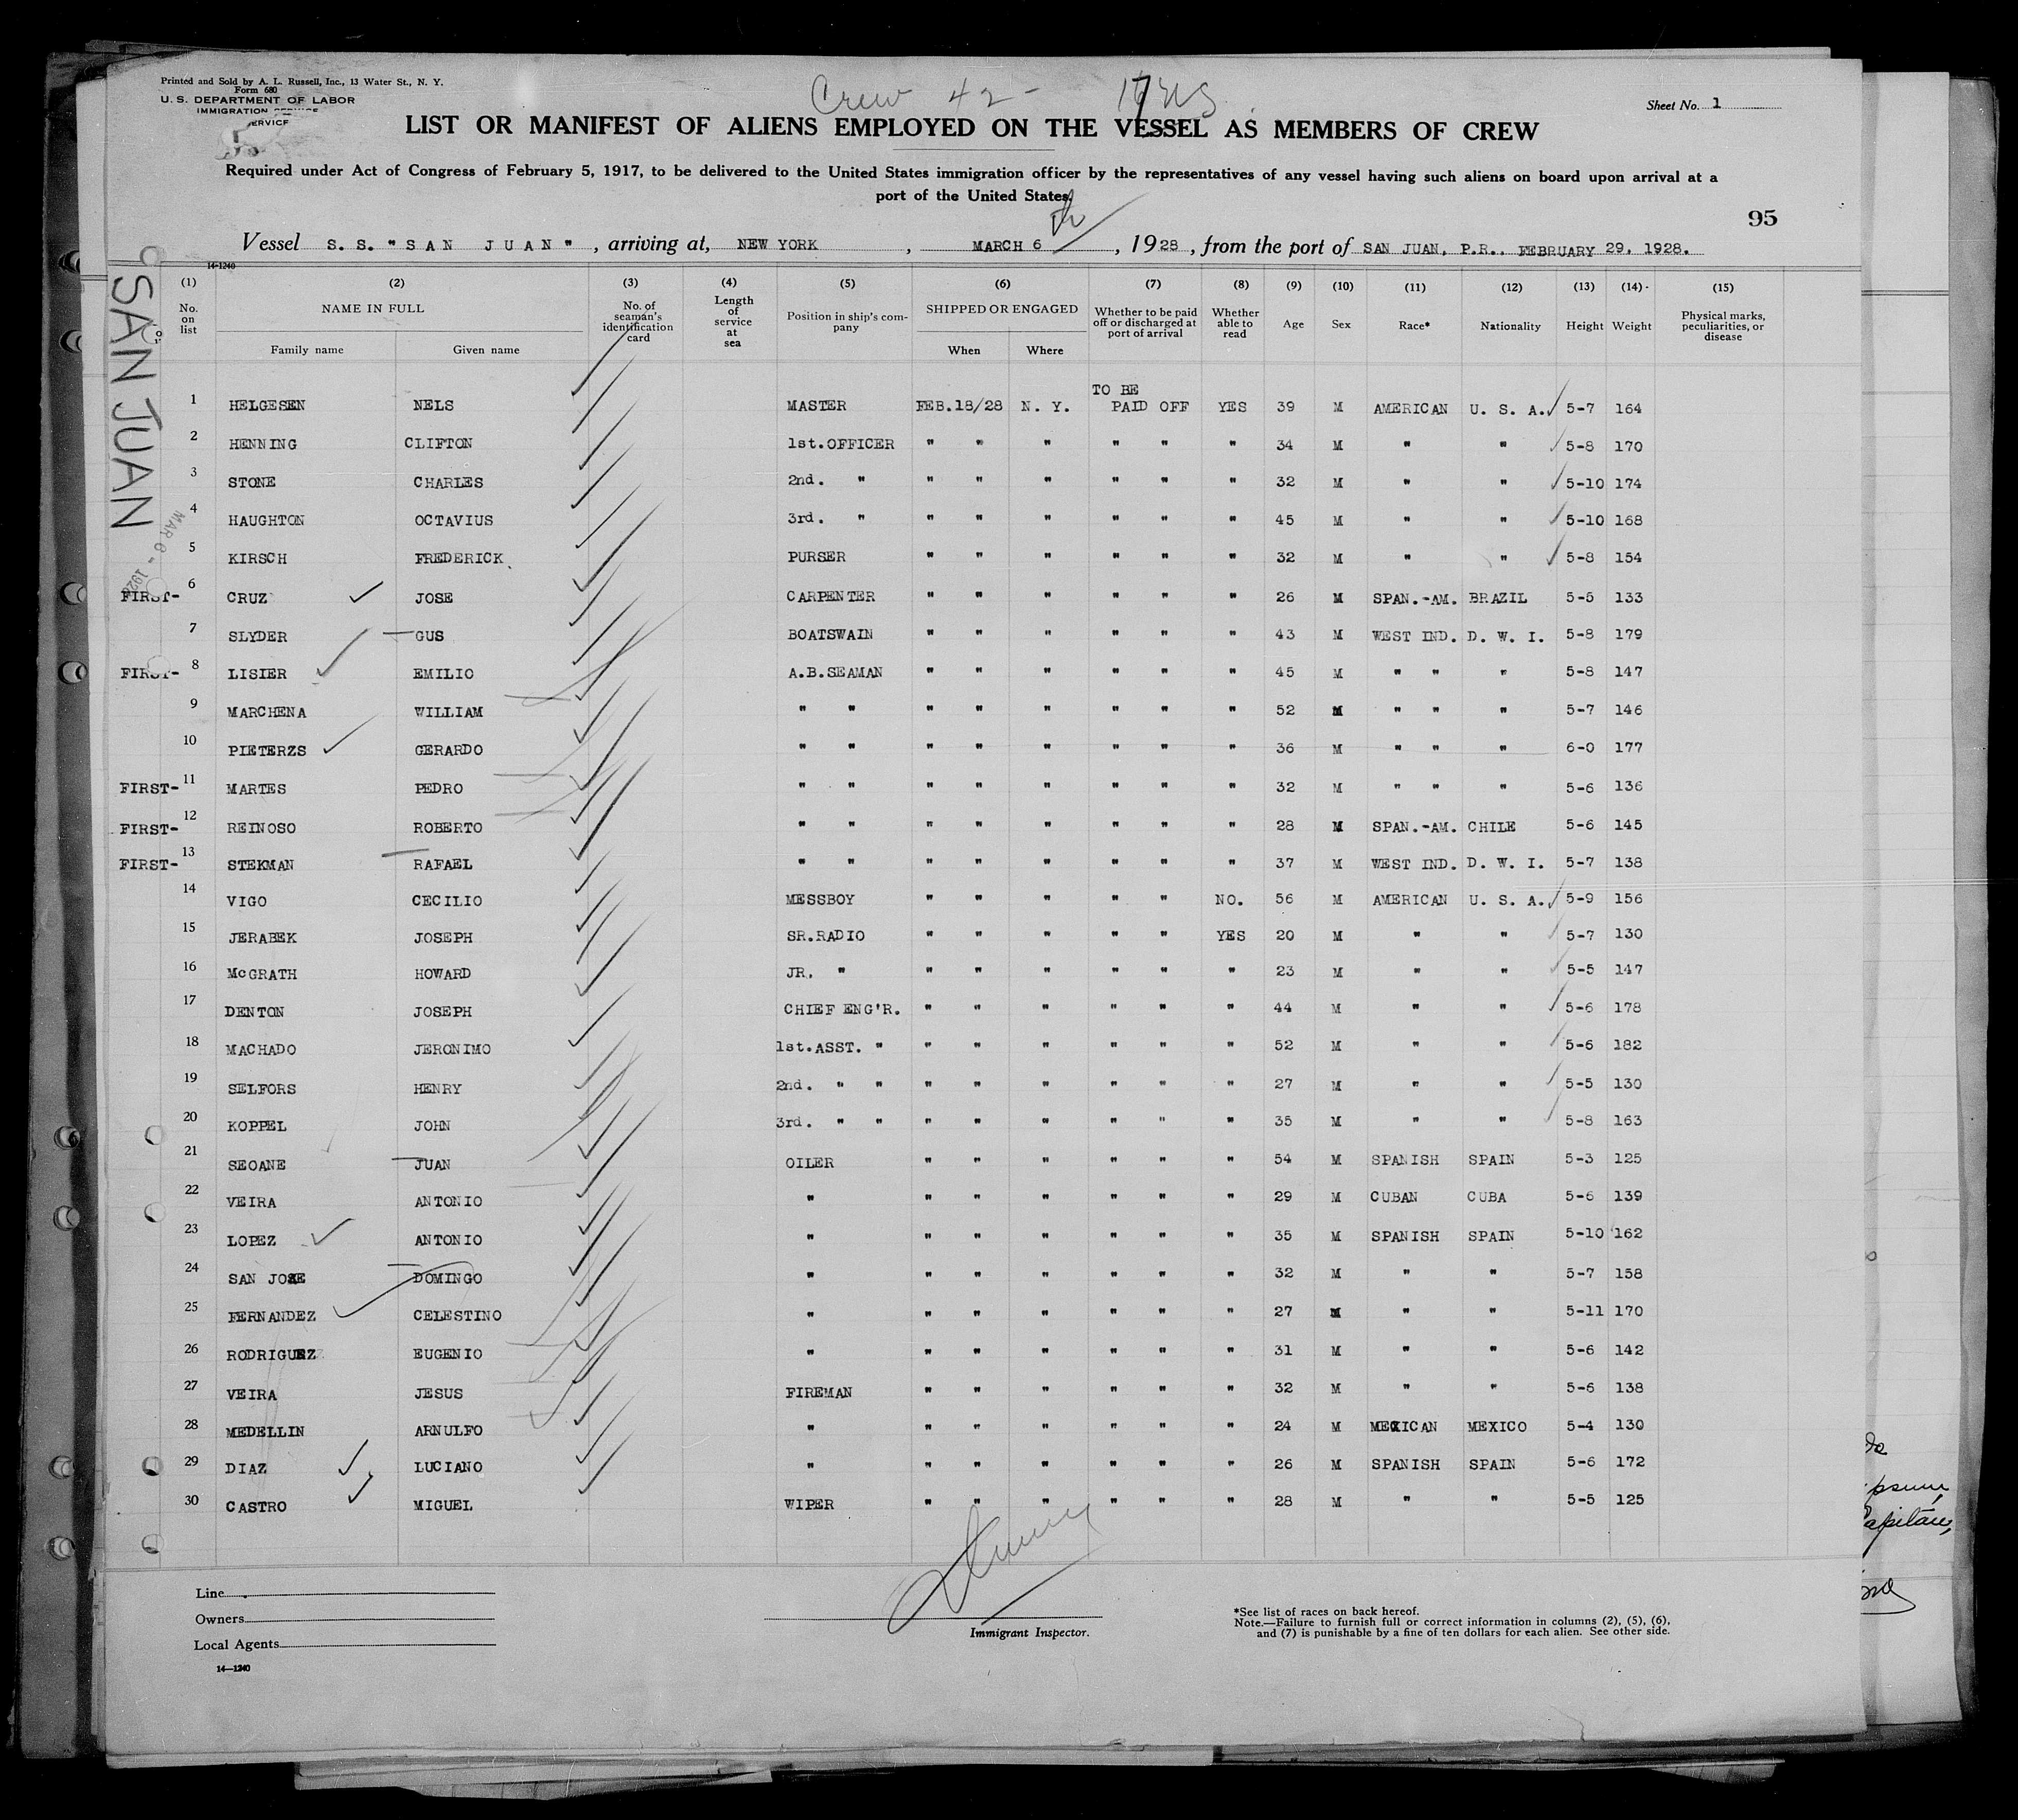 Printed and Sold by A. L. Russell, Inc., 13 Water St., N. Y.
Form 680
U. S. DEPARTMENT OF LABOR
IMMIGRATION SERVICE
Crew 42 -
Sheet No. 1
LIST OR MANIFEST OF ALIENS EMPLOYED ON THE VESSEL AS MEMBERS OF CREW
Required under Act of Congress of February 5, 1917, to be delivered to the United States immigration officer by the representatives of any vessel having such aliens on board upon arrival at a
port of the United States.
95
Vessel S. S. "SAN JUAN", arriving at, NEW YORK, MARCH 6, 1928, from the port of SAN JUAN, P.R., FEBRUARY 29, 1928.
SAN JUAN
MAR 6 - 1928
14-1240
(1) (2) (3) (4) (5) (6) (7) (8) (9) (10) (11) (12) (13) (14) (15)
No. on list NAME IN FULL No. of seaman's identification card Length of service at sea Position in ship's company SHIPPED OR ENGAGED Whether to be paid off or discharged at port of arrival Whether able to read Age Sex Race* Nationality Height Weight Physical marks, peculiarities, or disease
Family name Given name When Where
TO BE
1 HELGESEN NELS MASTER FEB.18/28 N. Y. PAID OFF YES 39 M AMERICAN U. S. A. 5-7 164
2 HENNING CLIFTON 1st.OFFICER " " " " " " 34 M " " 5-8 170
3 STONE CHARLES 2nd. " " " " " " " 32 M " " 5-10 174
4 HAUGHTON OCTAVIUS 3rd. " " " " " " " 45 M " " 5-10 168
5 KIRSCH FREDERICK PURSER " " " " " " 32 M " " 5-8 154
FIRST- 6 CRUZ JOSE CARPENTER " " " " " " 26 M SPAN.-AM. BRAZIL 5-5 133
7 SLYDER GUS BOATSWAIN " " " " " " 43 M WEST IND. D. W. I. 5-8 179
FIRST- 8 LISIER EMILIO A.B.SEAMAN " " " " " " 45 M " " " 5-8 147
9 MARCHENA WILLIAM " " " " " " " " 52 M " " " 5-7 146
10 PIETERZS GERARDO " " " " " " " " 36 M " " " 6-0 177
FIRST- 11 MARTES PEDRO " " " " " " " " 32 M " " " 5-6 136
FIRST- 12 REINOSO ROBERTO " " " " " " " " 28 M SPAN.-AM. CHILE 5-6 145
FIRST- 13 STEKMAN RAFAEL " " " " " " " " 37 M WEST IND. D. W. I. 5-7 138
14 VIGO CECILIO MESSBOY " " " " " NO. 56 M AMERICAN U. S. A. 5-9 156
15 JERABEK JOSEPH SR.RADIO " " " " " YES 20 M " " 5-7 130
16 McGRATH HOWARD JR. " " " " " " " 23 M " " 5-5 147
17 DENTON JOSEPH CHIEF ENG'R. " " " " " " 44 M " " 5-6 178
18 MACHADO JERONIMO 1st.ASST. " " " " " " " 52 M " " 5-6 182
19 SELFORS HENRY 2nd. " " " " " " " " 27 M " " 5-5 130
20 KOPPEL JOHN 3rd. " " " " " " " " 35 M " " 5-8 163
21 SEOANE JUAN OILER " " " " " " 54 M SPANISH SPAIN 5-3 125
22 VEIRA ANTONIO " " " " " " " 29 M CUBAN CUBA 5-6 139
23 LOPEZ ANTONIO " " " " " " " 35 M SPANISH SPAIN 5-10 162
24 SAN JOSE DOMINGO " " " " " " " 32 M " " 5-7 158
25 FERNANDEZ CELESTINO " " " " " " " 27 M " " 5-11 170
26 RODRIGUEZ EUGENIO " " " " " " " 31 M " " 5-6 142
27 VEIRA JESUS FIREMAN " " " " " " 32 M " " 5-6 138
28 MEDELLIN ARNULFO " " " " " " " 24 M MEXICAN MEXICO 5-4 130
29 DIAZ LUCIANO " " " " " " " 26 M SPANISH SPAIN 5-6 172
30 CASTRO MIGUEL WIPER " " " " " " 28 M " " 5-5 125
Line
Owners
Local Agents
14-1240
Immigrant Inspector.
*See list of races on back hereof.
Note.—Failure to furnish full or correct information in columns (2), (5), (6),
and (7) is punishable by a fine of ten dollars for each alien. See other side.